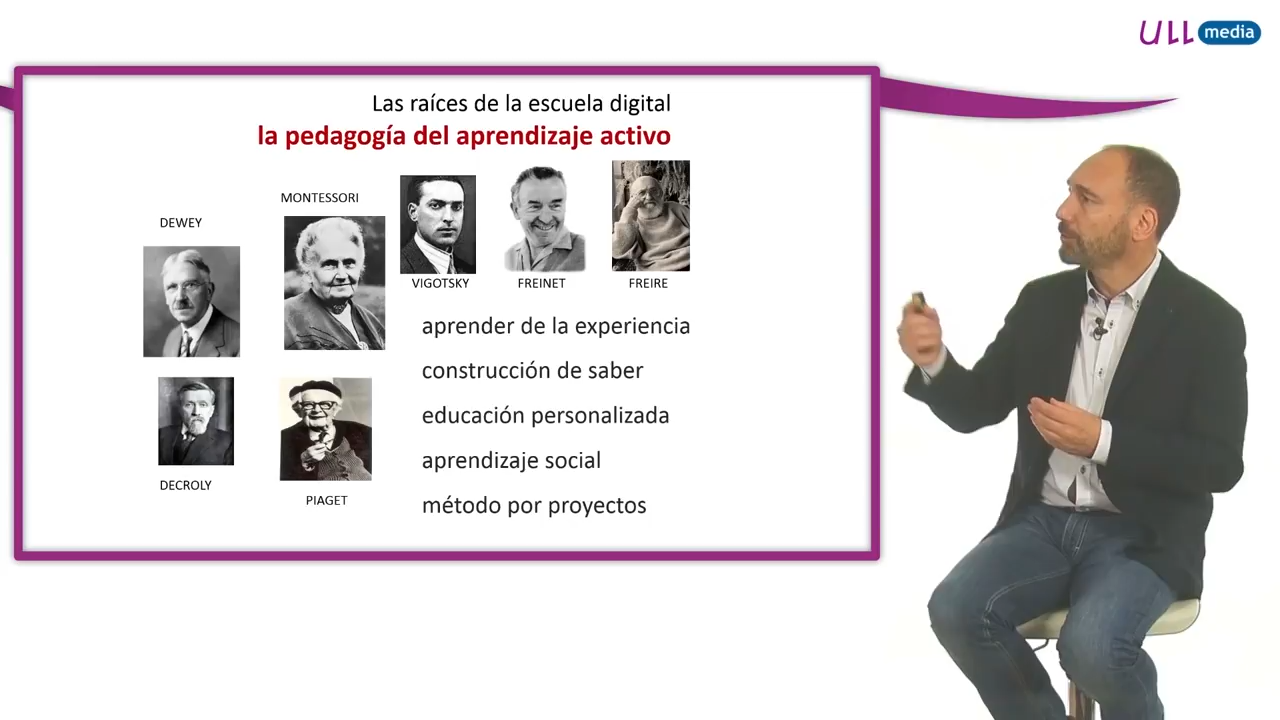 ULL media
Las raíces de la escuela digital
la pedagogía del aprendizaje activo
MONTESSORI
DEWEY
VIGOTSKY
FREINET
FREIRE
aprender de la experiencia
construcción de saber
educación personalizada
aprendizaje social
método por proyectos
DECROLY
PIAGET